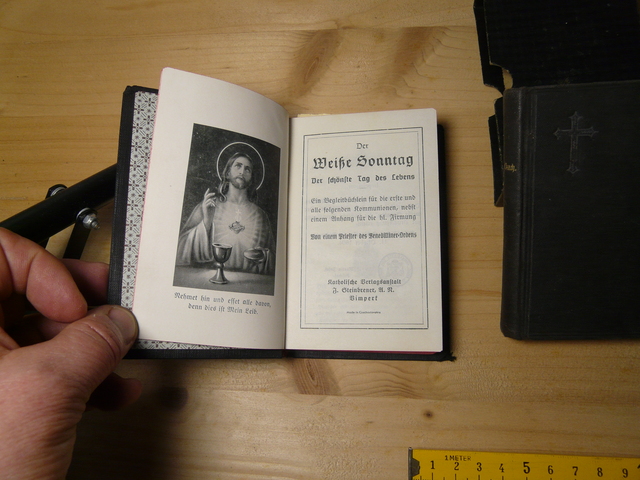 Nehmet hin und esset alle davon,
denn dies ist Mein Leib.
Der
Weiße Sonntag
Der schönste Tag des Lebens
Ein Begleitbüchlein für die erste und
alle folgenden Kommunionen, nebst
einem Anhang für die hl. Firmung
Von einem Priester des Benediktiner-Ordens
Katholische Verlagsanstalt
J. Steinbrener, A. G.
Wimperk
1 METER
1 2 3 4 5 6 7 8 9